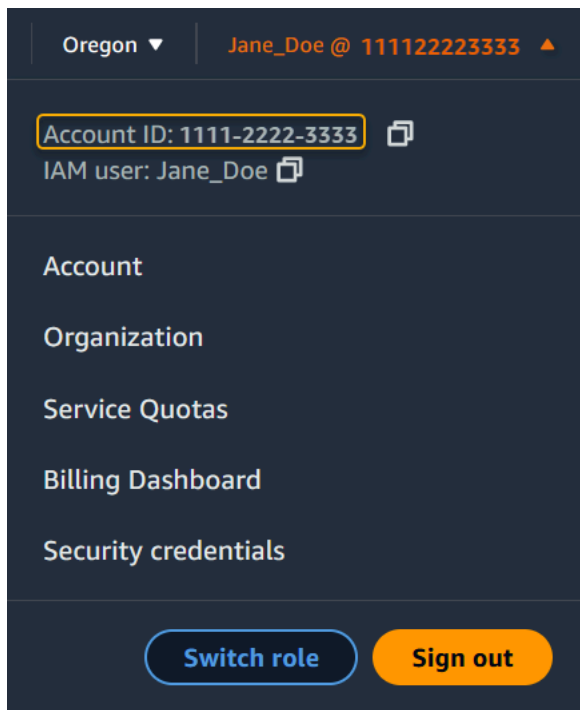 Oregon ▼ Jane_Doe @ 111122223333 ▲
Account ID: 1111-2222-3333
IAM user: Jane_Doe
Account
Organization
Service Quotas
Billing Dashboard
Security credentials
Switch role Sign out